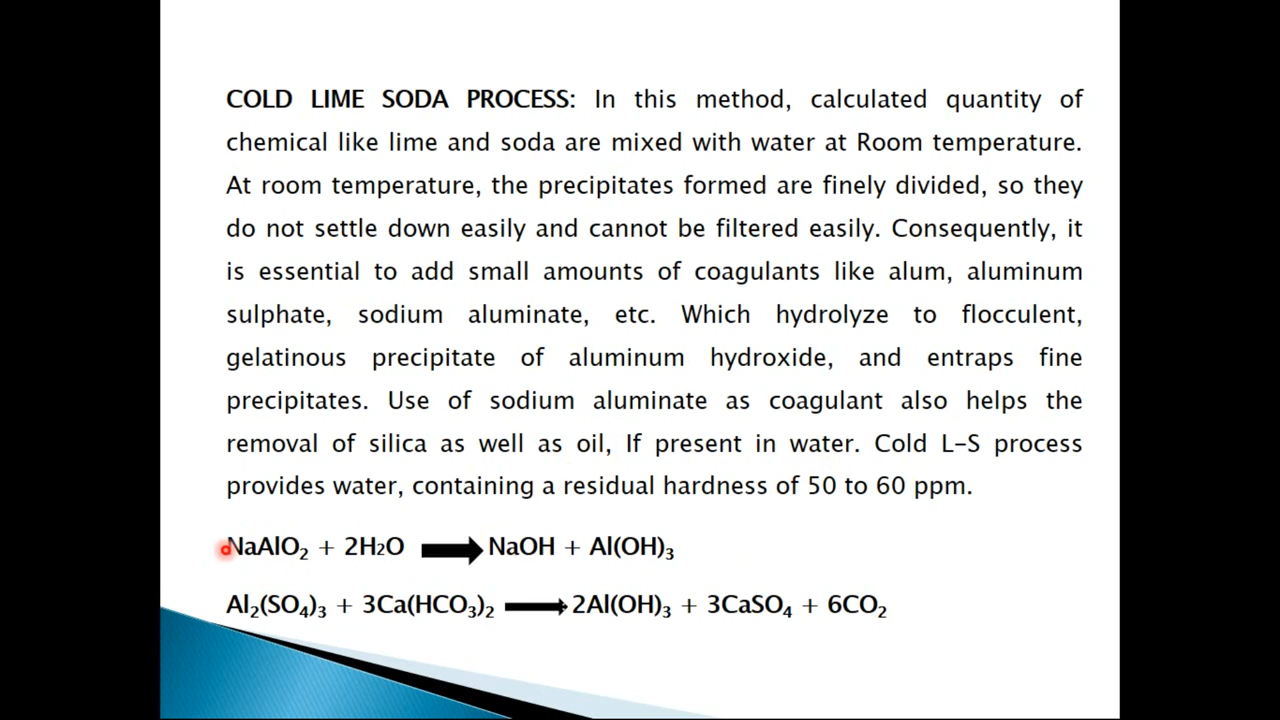 COLD LIME SODA PROCESS: In this method, calculated quantity of
chemical like lime and soda are mixed with water at Room temperature.
At room temperature, the precipitates formed are finely divided, so they
do not settle down easily and cannot be filtered easily. Consequently, it
is essential to add small amounts of coagulants like alum, aluminum
sulphate, sodium aluminate, etc. Which hydrolyze to flocculent,
gelatinous precipitate of aluminum hydroxide, and entraps fine
precipitates. Use of sodium aluminate as coagulant also helps the
removal of silica as well as oil, If present in water. Cold L-S process
provides water, containing a residual hardness of 50 to 60 ppm.
NaAlO₂ + 2H₂O ➡ NaOH + Al(OH)₃
Al₂(SO₄)₃ + 3Ca(HCO₃)₂ ➡ 2Al(OH)₃ + 3CaSO₄ + 6CO₂